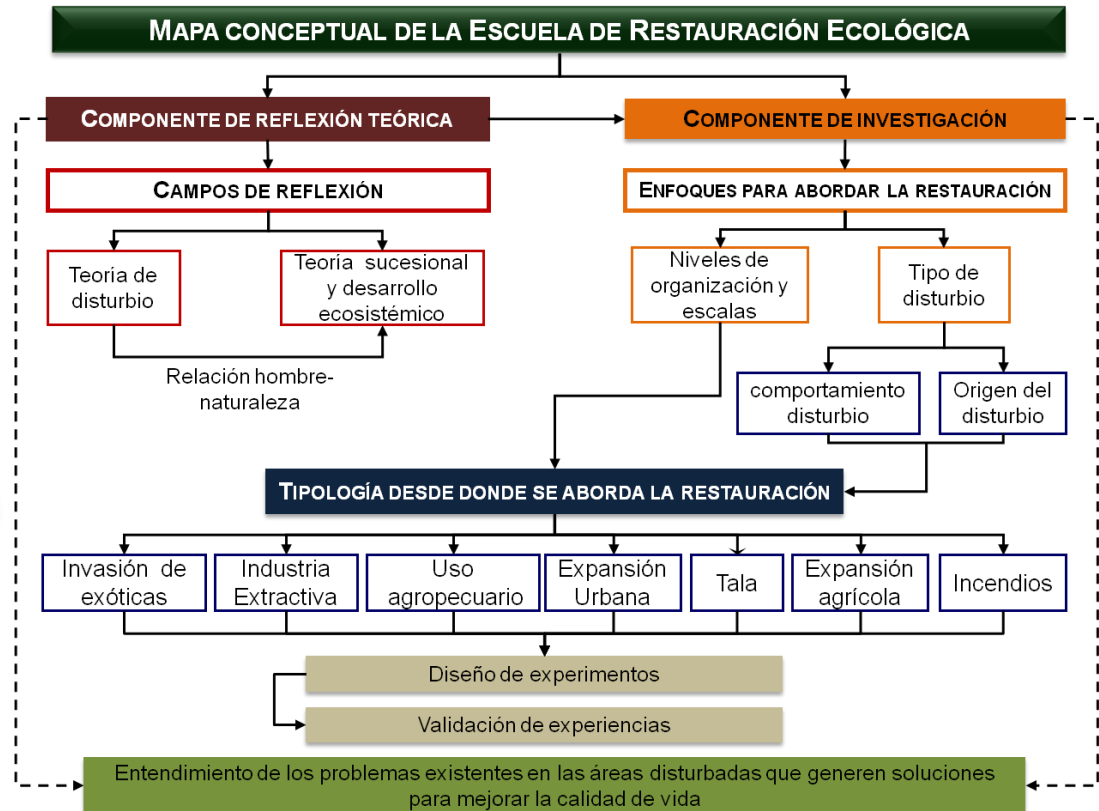 MAPA CONCEPTUAL DE LA ESCUELA DE RESTAURACIÓN ECOLÓGICA
COMPONENTE DE REFLEXIÓN TEÓRICA
COMPONENTE DE INVESTIGACIÓN
CAMPOS DE REFLEXIÓN
ENFOQUES PARA ABORDAR LA RESTAURACIÓN
Teoría de
disturbio
Teoría sucesional
y desarrollo
ecosistémico
Niveles de
organización y
escalas
Tipo de
disturbio
Relación hombre-
naturaleza
comportamiento
disturbio
Origen del
disturbio
TIPOLOGÍA DESDE DONDE SE ABORDA LA RESTAURACIÓN
Invasión de
exóticas
Industria
Extractiva
Uso
agropecuario
Expansión
Urbana
Tala
Expansión
agrícola
Incendios
Diseño de experimentos
Validación de experiencias
Entendimiento de los problemas existentes en las áreas disturbadas que generen soluciones
para mejorar la calidad de vida